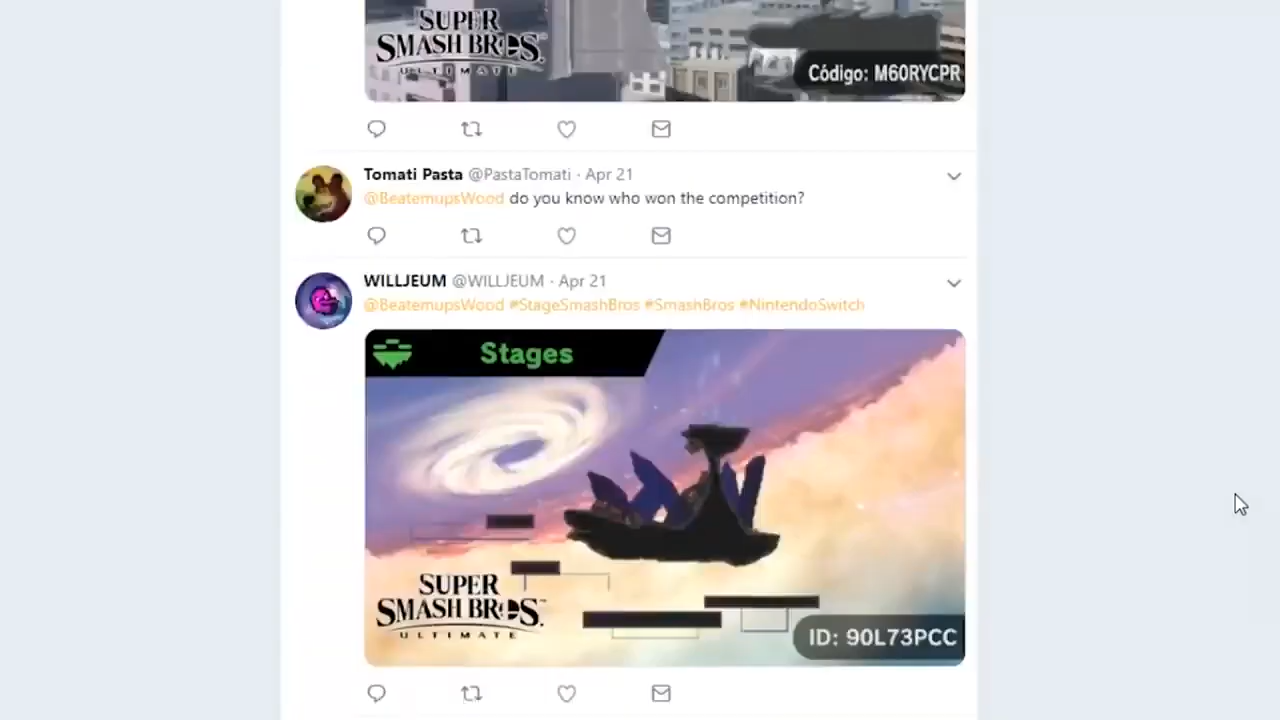 SUPER
SMASH BROS.
ULTIMATE
Código: M60RYCPR
Tomati Pasta @PastaTomati · Apr 21
@BeatemupsWood do you know who won the competition?
WILLJEUM @WILLJEUM · Apr 21
@BeatemupsWood #StageSmashBros #SmashBros #NintendoSwitch
Stages
SUPER
SMASH BROS.
ULTIMATE
ID: 90L73PCC